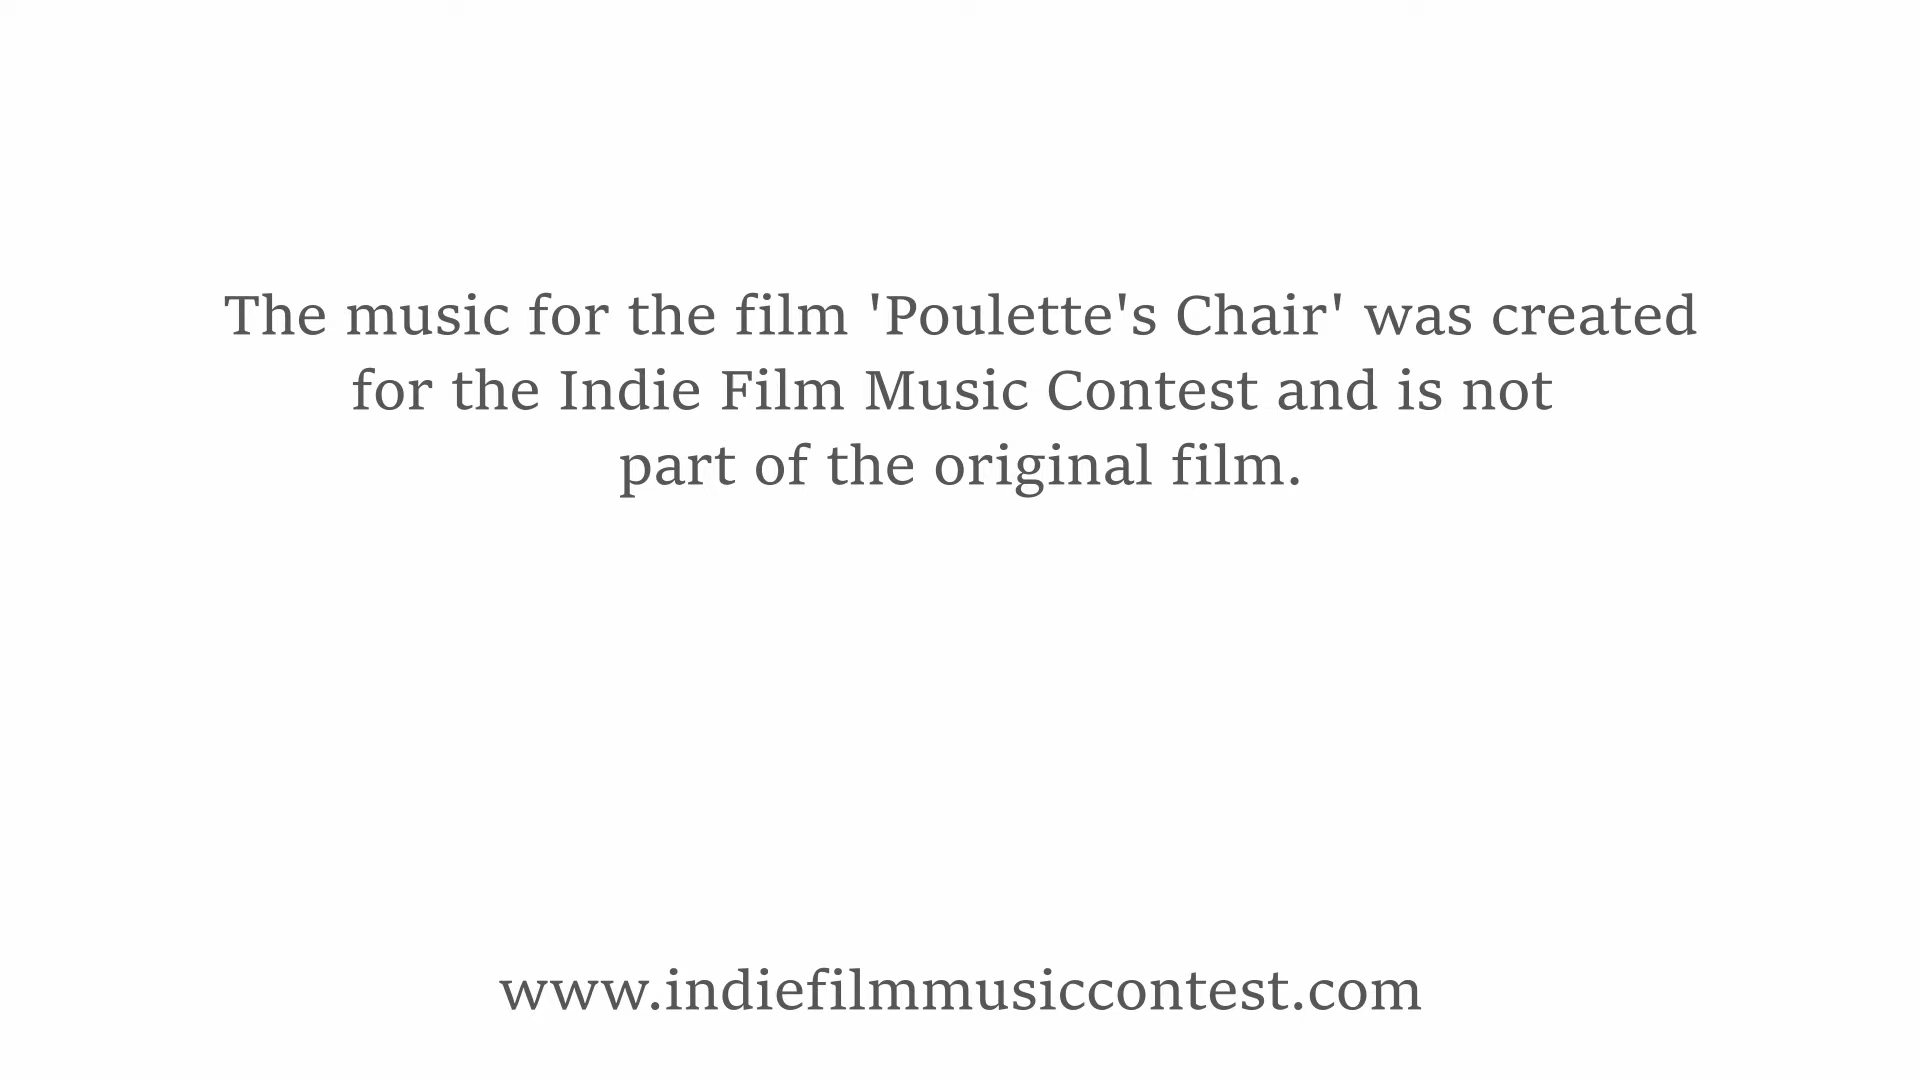 The music for the film 'Poulette's Chair' was created
for the Indie Film Music Contest and is not
part of the original film.
www.indiefilmmusiccontest.com